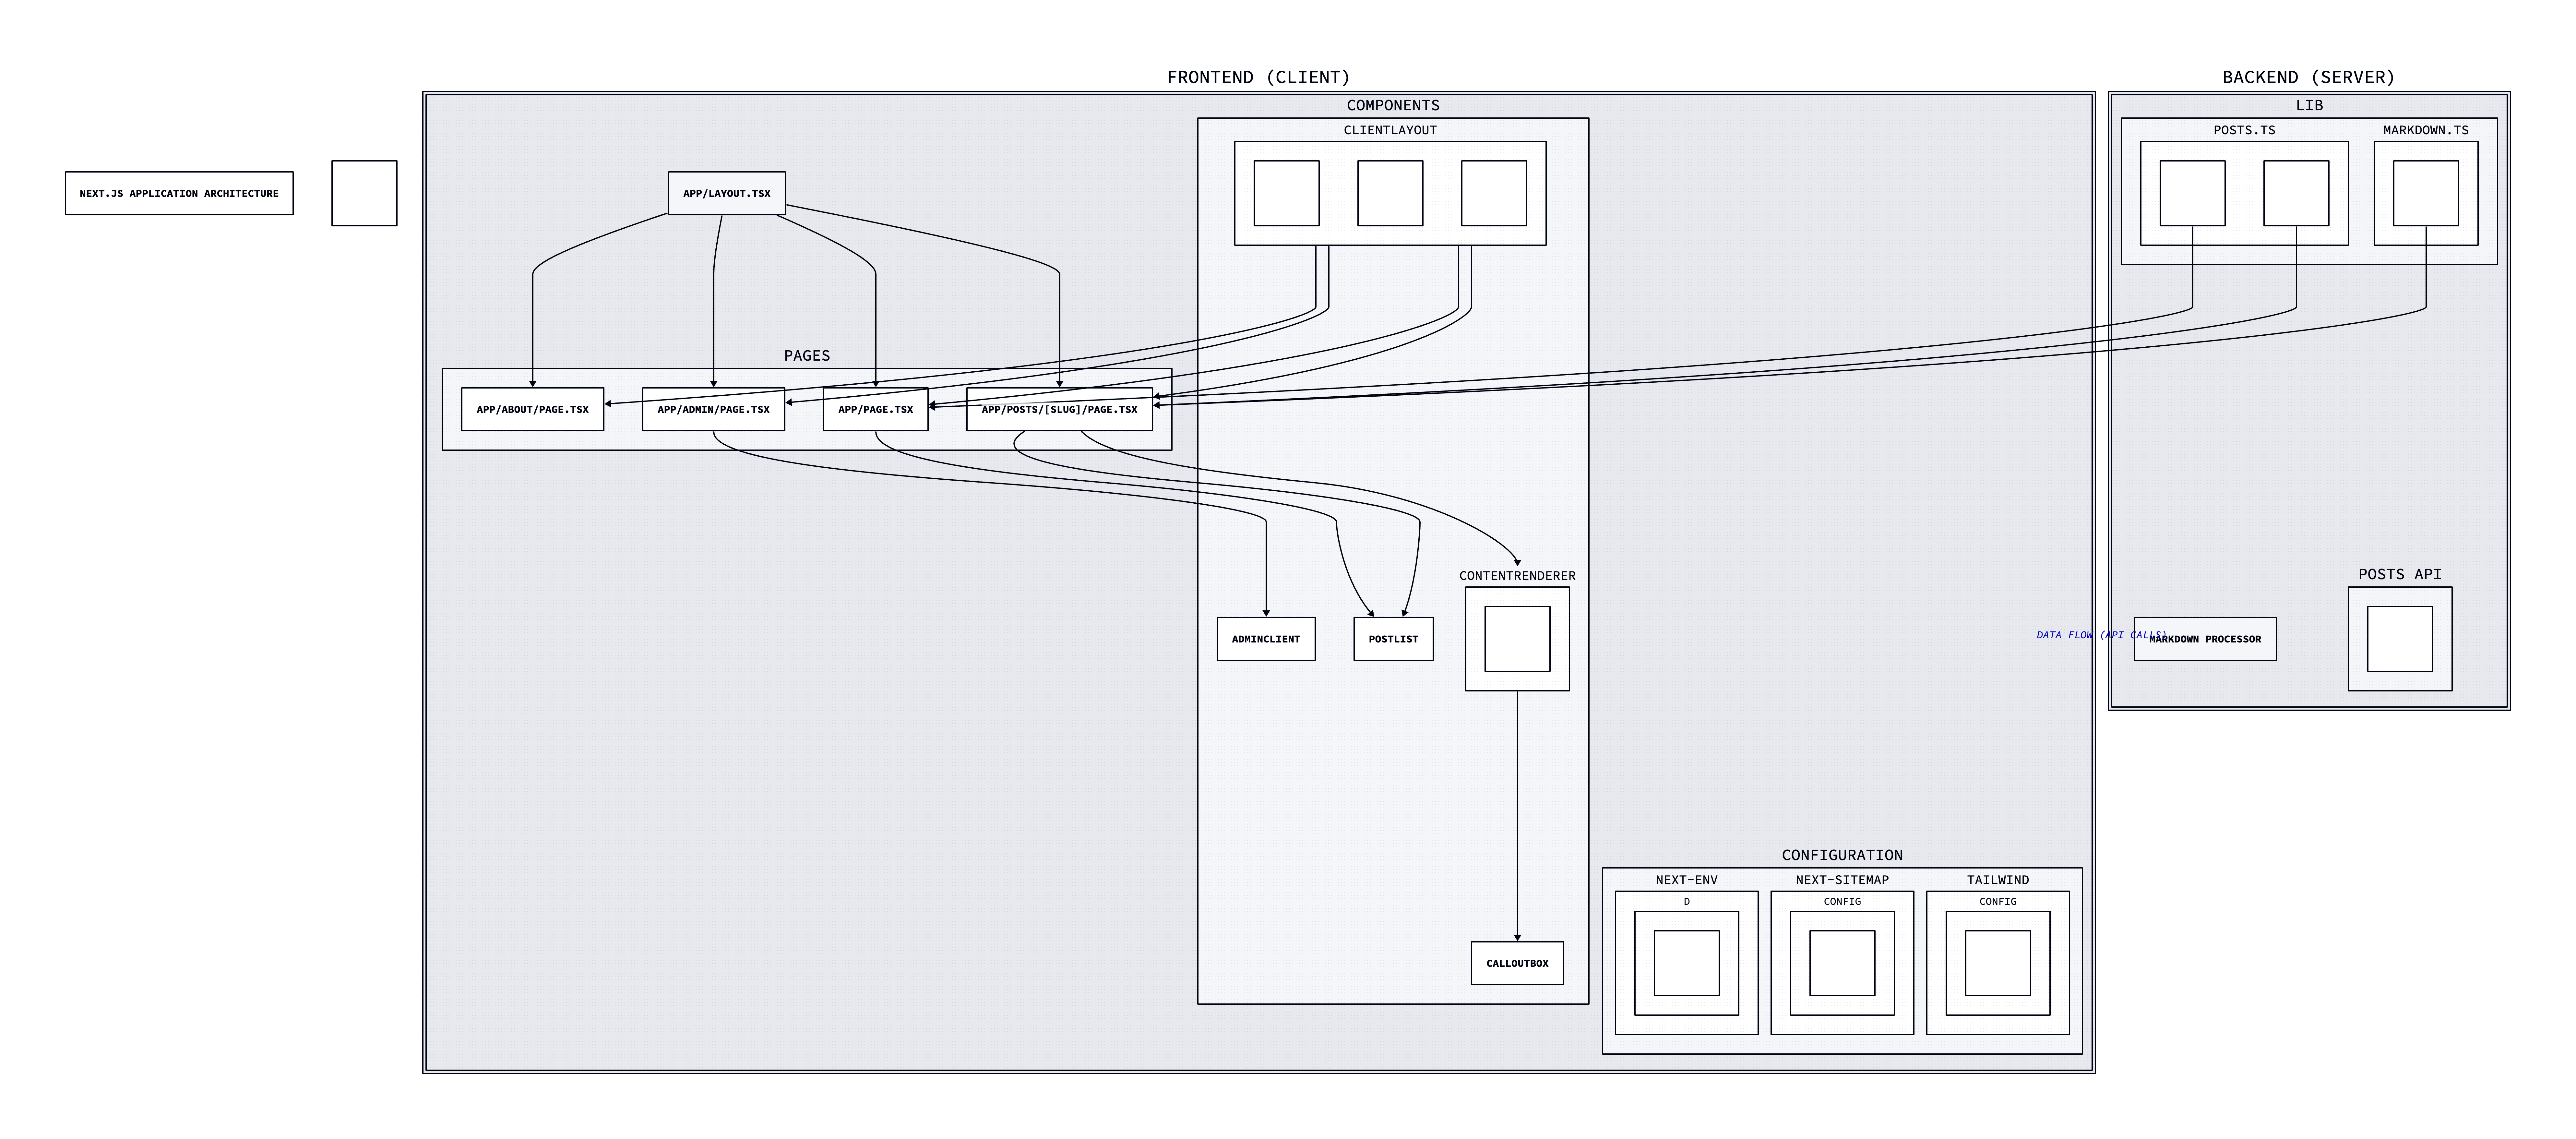 FRONTEND (CLIENT)
BACKEND (SERVER)
COMPONENTS
LIB
CLIENTLAYOUT
POSTS.TS
MARKDOWN.TS
NEXT.JS APPLICATION ARCHITECTURE
APP/LAYOUT.TSX
PAGES
APP/ABOUT/PAGE.TSX
APP/ADMIN/PAGE.TSX
APP/PAGE.TSX
APP/POSTS/[SLUG]/PAGE.TSX
CONTENTRENDERER
POSTS API
ADMINCLIENT
POSTLIST
DATA FLOW (API CALLS)
MARKDOWN PROCESSOR
CONFIGURATION
NEXT-ENV
NEXT-SITEMAP
TAILWIND
D
CONFIG
CONFIG
CALLOUTBOX